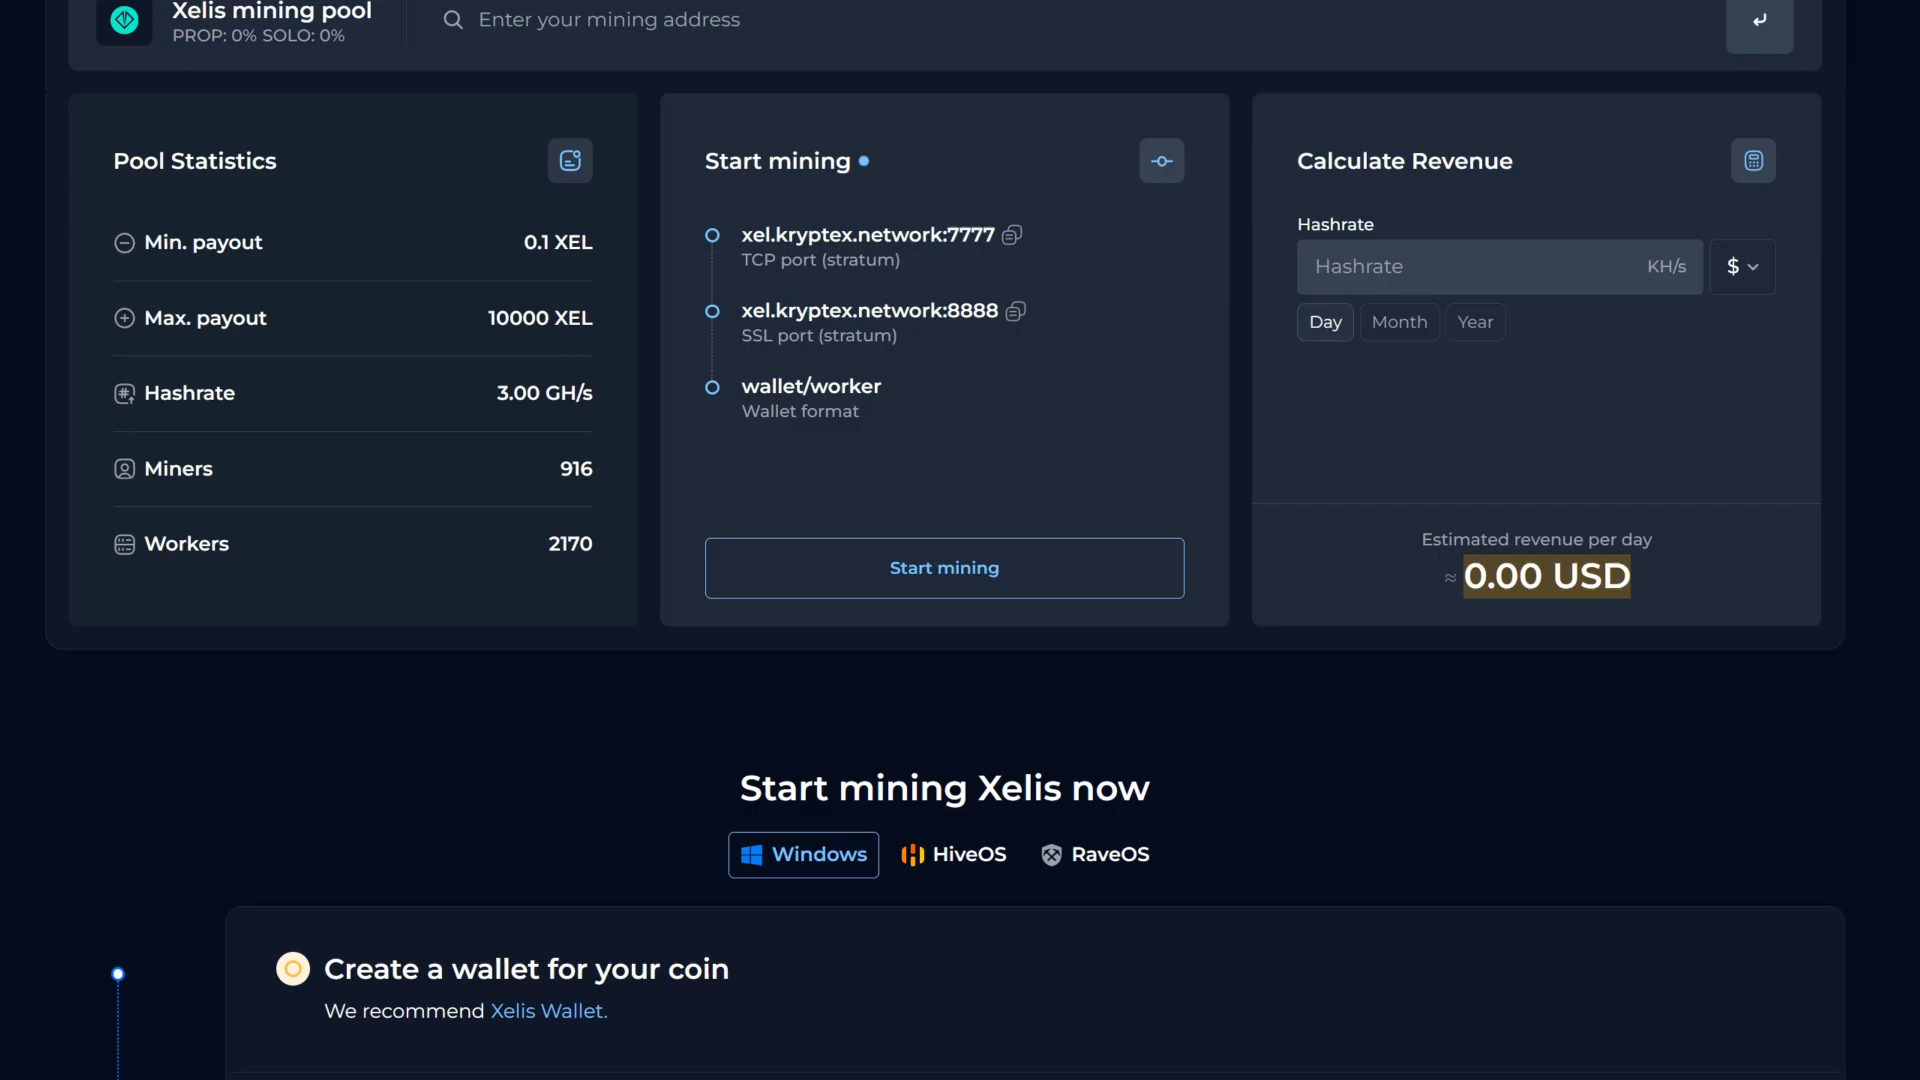 Xelis mining pool
PROP: 0% SOLO: 0%
Enter your mining address
Pool Statistics
Min. payout 0.1 XEL
Max. payout 10000 XEL
Hashrate 3.00 GH/s
Miners 916
Workers 2170
Start mining
xel.kryptex.network:7777
TCP port (stratum)
xel.kryptex.network:8888
SSL port (stratum)
wallet/worker
Wallet format
Start mining
Calculate Revenue
Hashrate
Hashrate KH/s $
Day Month Year
Estimated revenue per day
≈ 0.00 USD
Start mining Xelis now
Windows HiveOS RaveOS
Create a wallet for your coin
We recommend Xelis Wallet.